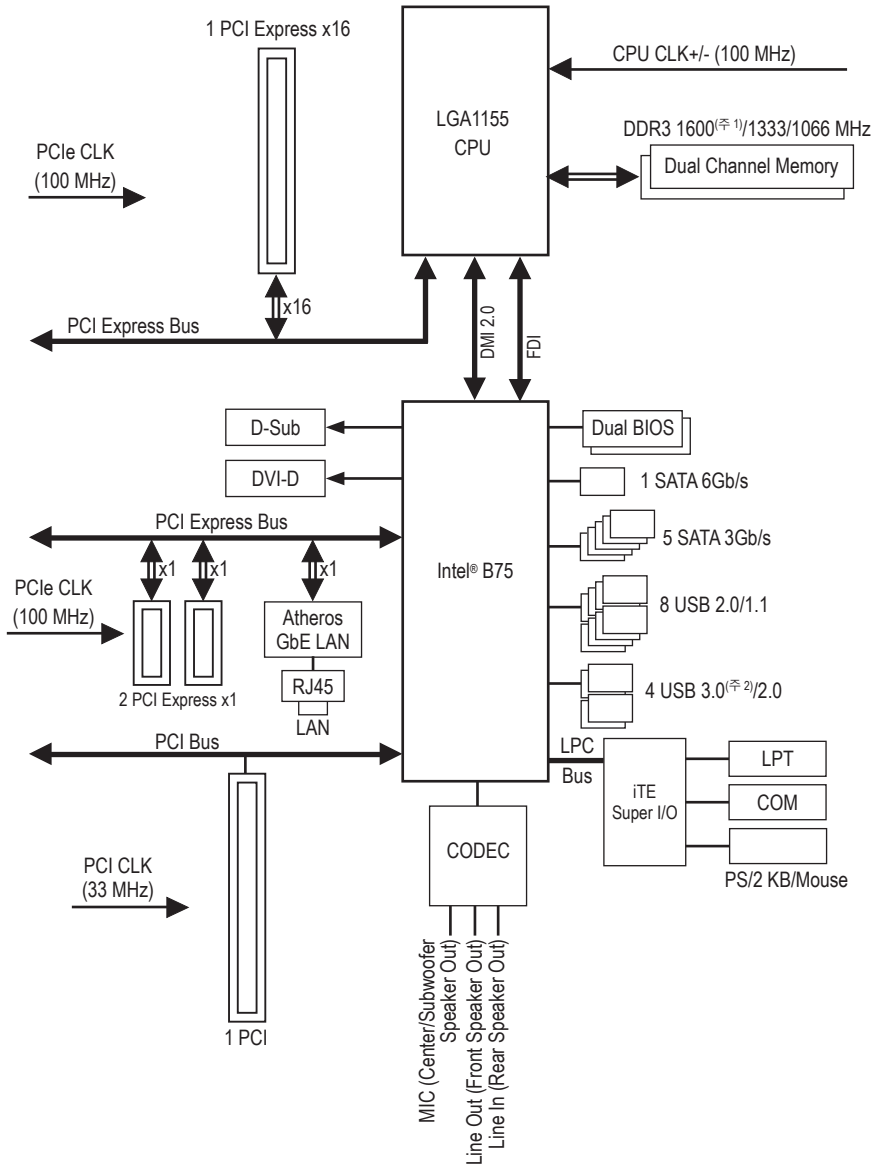 1 PCI Express x16
CPU CLK+/- (100 MHz)
LGA1155
CPU
DDR3 1600(주 1)/1333/1066 MHz
Dual Channel Memory
PCIe CLK
(100 MHz)
x16
PCI Express Bus
DMI 2.0
FDI
D-Sub
Dual BIOS
DVI-D
1 SATA 6Gb/s
PCI Express Bus
5 SATA 3Gb/s
x1
x1
x1
Intel® B75
PCIe CLK
(100 MHz)
Atheros
GbE LAN
8 USB 2.0/1.1
RJ45
LAN
2 PCI Express x1
4 USB 3.0(주 2)/2.0
PCI Bus
LPC
Bus
iTE
Super I/O
LPT
COM
PS/2 KB/Mouse
CODEC
PCI CLK
(33 MHz)
1 PCI
MIC (Center/Subwoofer
Speaker Out)
Line Out (Front Speaker Out)
Line In (Rear Speaker Out)